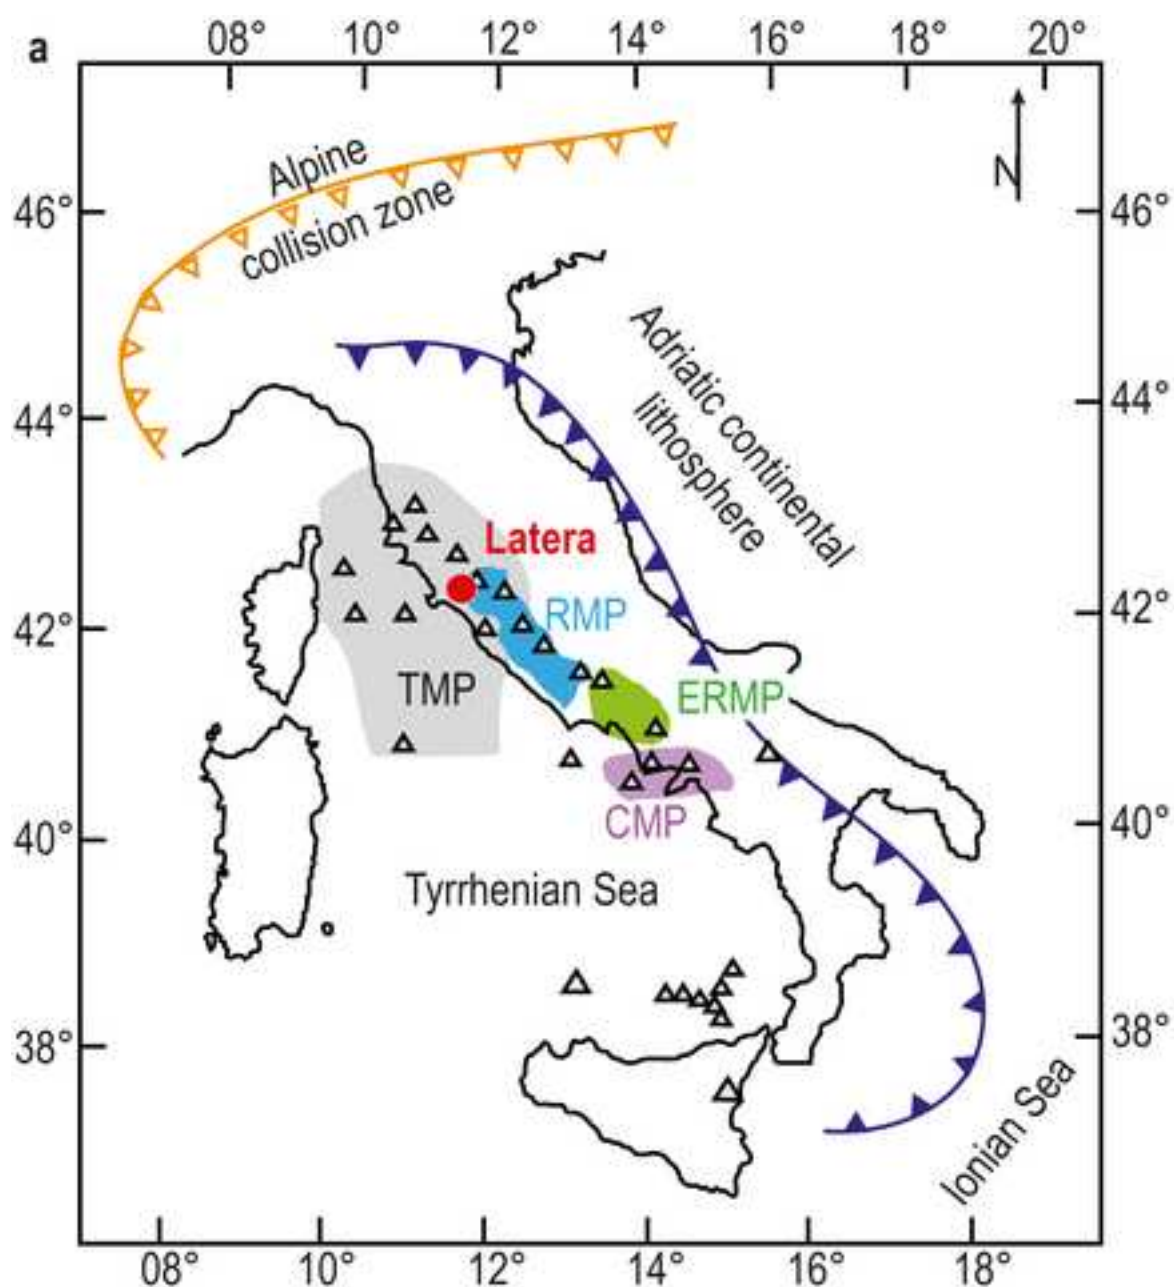 a
08° 10° 12° 14° 16° 18° 20°
N
Alpine
collision zone
46° 46°
Adriatic continental
lithosphere
44° 44°
Latera
RMP
42° 42°
TMP
ERMP
CMP
40° 40°
Tyrrhenian Sea
38° 38°
Ionian Sea
08° 10° 12° 14° 16° 18°